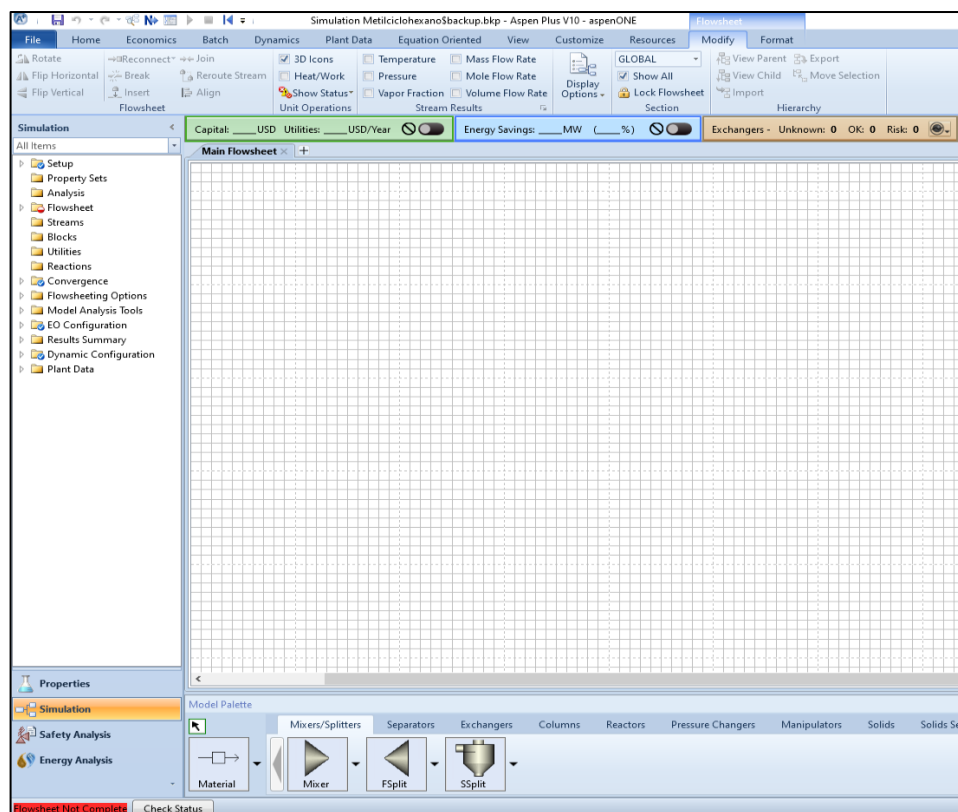 Simulation Metilciclohexano$backup.bkp - Aspen Plus V10 - aspenONE
Flowsheet
File Home Economics Batch Dynamics Plant Data Equation Oriented View Customize Resources Modify Format
Rotate Reconnect Join 3D Icons Temperature Mass Flow Rate GLOBAL View Parent Export
Flip Horizontal Break Reroute Stream Heat/Work Pressure Mole Flow Rate Display Options Show All View Child Move Selection
Flip Vertical Insert Align Show Status Vapor Fraction Volume Flow Rate Lock Flowsheet Import
Flowsheet Unit Operations Stream Results Section Hierarchy
Simulation < Capital: ____USD Utilities: ____USD/Year Energy Savings: ____MW (____%) Exchangers - Unknown: 0 OK: 0 Risk: 0
All Items
Main Flowsheet × +
Setup
Property Sets
Analysis
Flowsheet
Streams
Blocks
Utilities
Reactions
Convergence
Flowsheeting Options
Model Analysis Tools
EO Configuration
Results Summary
Dynamic Configuration
Plant Data
Properties
Simulation
Safety Analysis
Energy Analysis
Model Palette
Mixers/Splitters Separators Exchangers Columns Reactors Pressure Changers Manipulators Solids Solids Se
Material Mixer FSplit SSplit
Flowsheet Not Complete Check Status